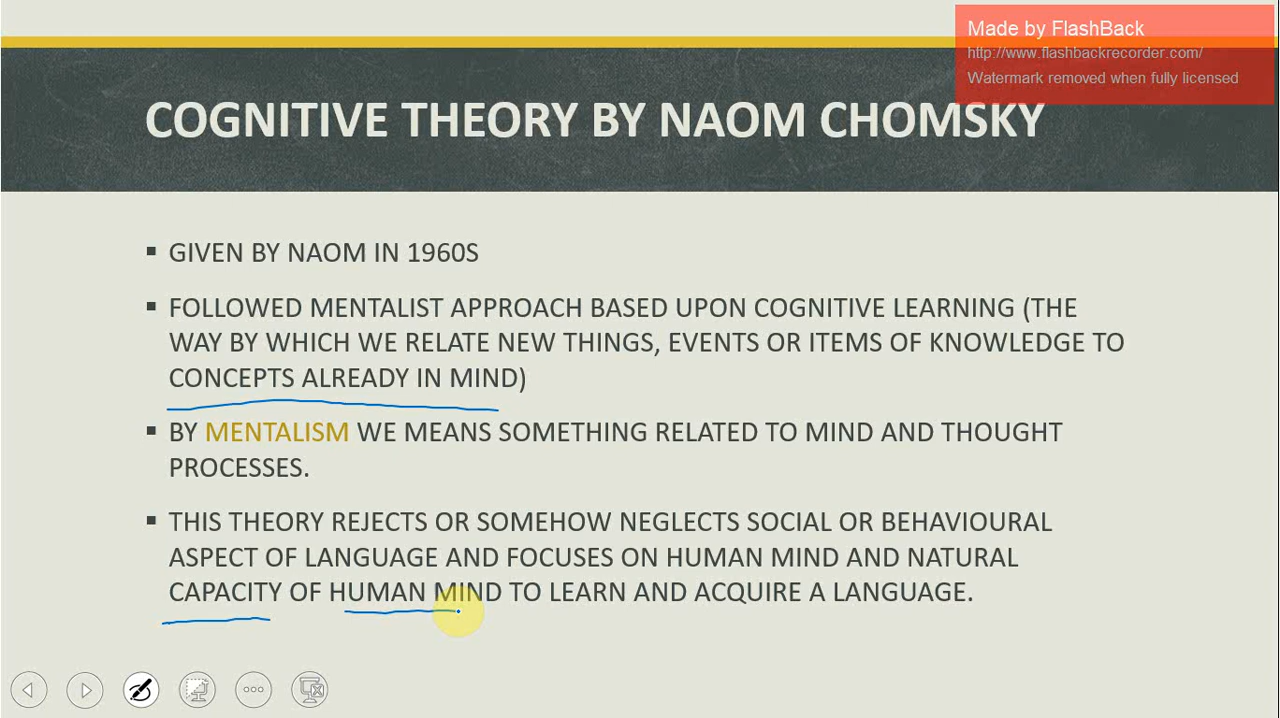 Made by FlashBack
http://www.flashbackrecorder.com/
Watermark removed when fully licensed
COGNITIVE THEORY BY NAOM CHOMSKY
▪ GIVEN BY NAOM IN 1960S
▪ FOLLOWED MENTALIST APPROACH BASED UPON COGNITIVE LEARNING (THE
WAY BY WHICH WE RELATE NEW THINGS, EVENTS OR ITEMS OF KNOWLEDGE TO
CONCEPTS ALREADY IN MIND)
▪ BY MENTALISM WE MEANS SOMETHING RELATED TO MIND AND THOUGHT
PROCESSES.
▪ THIS THEORY REJECTS OR SOMEHOW NEGLECTS SOCIAL OR BEHAVIOURAL
ASPECT OF LANGUAGE AND FOCUSES ON HUMAN MIND AND NATURAL
CAPACITY OF HUMAN MIND TO LEARN AND ACQUIRE A LANGUAGE.